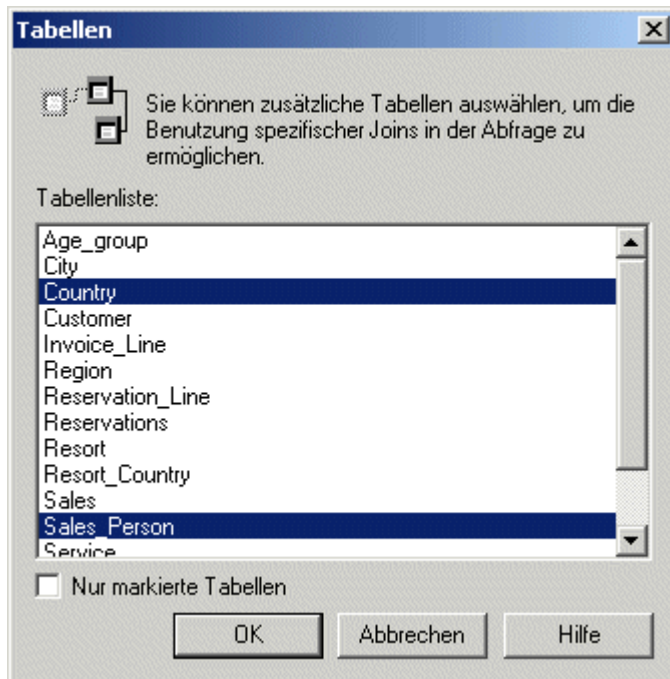 Tabellen
Sie können zusätzliche Tabellen auswählen, um die
Benutzung spezifischer Joins in der Abfrage zu
ermöglichen.
Tabellenliste:
Age_group
City
Country
Customer
Invoice_Line
Region
Reservation_Line
Reservations
Resort
Resort_Country
Sales
Sales_Person
Service
Nur markierte Tabellen
OK Abbrechen Hilfe